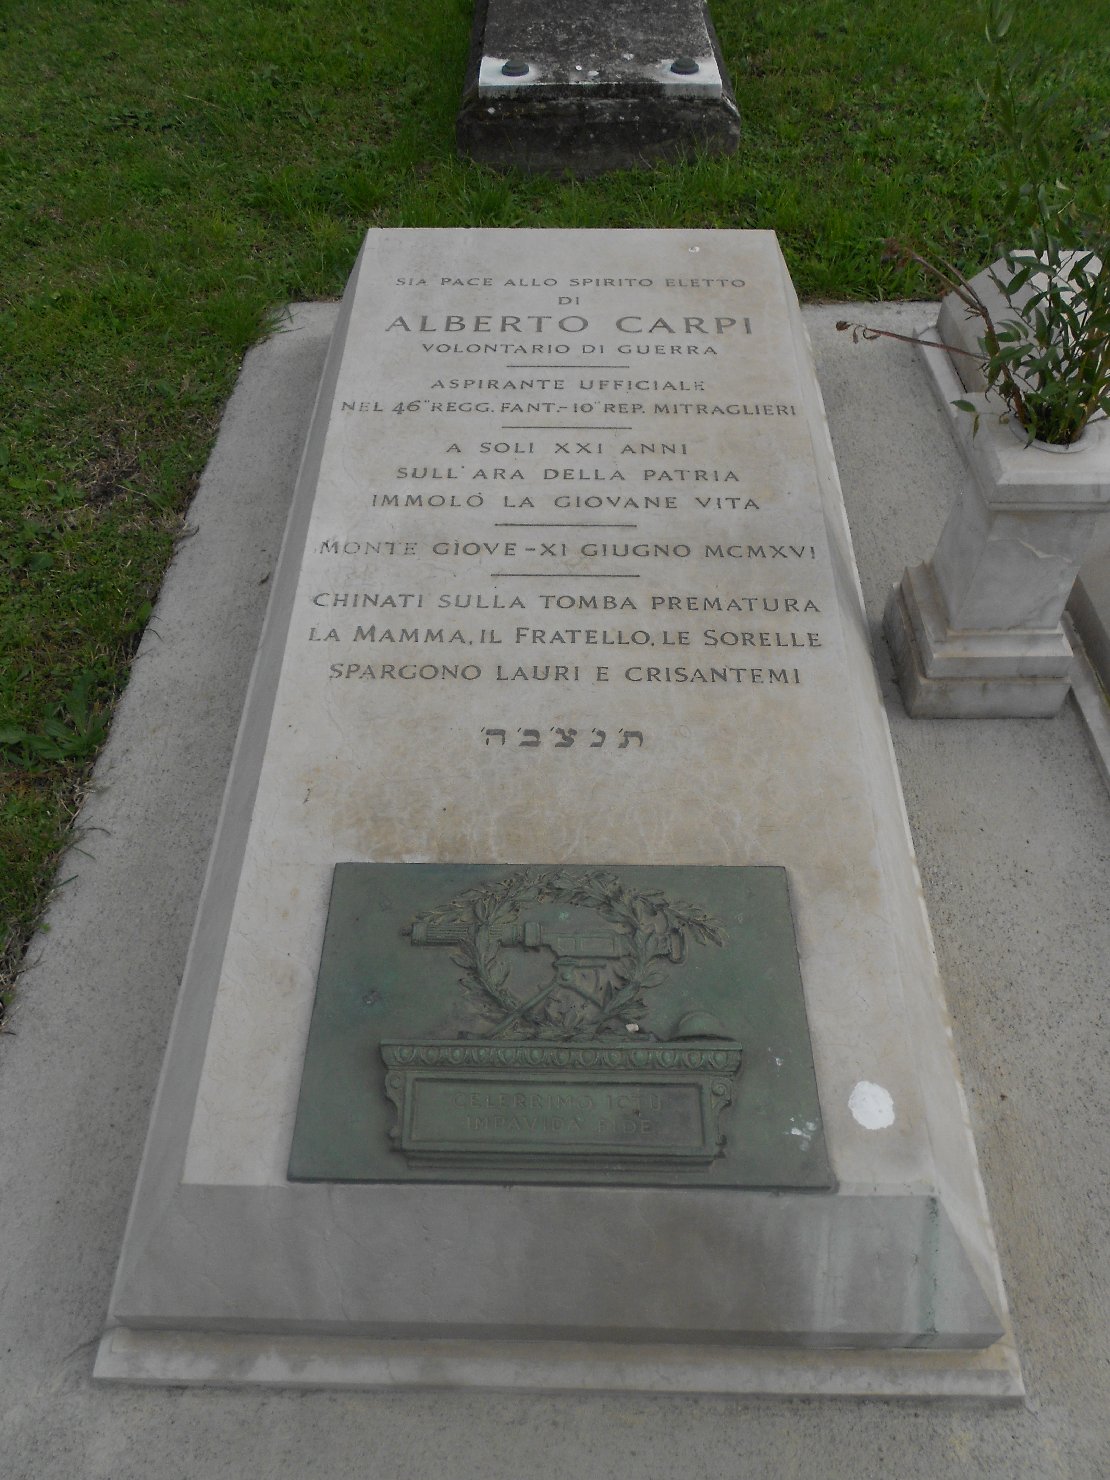 SIA PACE ALLO SPIRITO ELETTO
DI
ALBERTO CARPI
VOLONTARIO DI GUERRA
ASPIRANTE UFFICIALE
NEL 46° REGG. FANT.-10° REP. MITRAGLIERI
A SOLI XXI ANNI
SULL'ARA DELLA PATRIA
IMMOLÒ LA GIOVANE VITA
MONTE GIOVE - XI GIUGNO MCMXVI
CHINATI SULLA TOMBA PREMATURA
LA MAMMA, IL FRATELLO, LE SORELLE
SPARGONO LAURI E CRISANTEMI
ת׳נ׳צ׳ב׳ה׳
CELERRIMO ICTU
IMPAVIDA FIDE